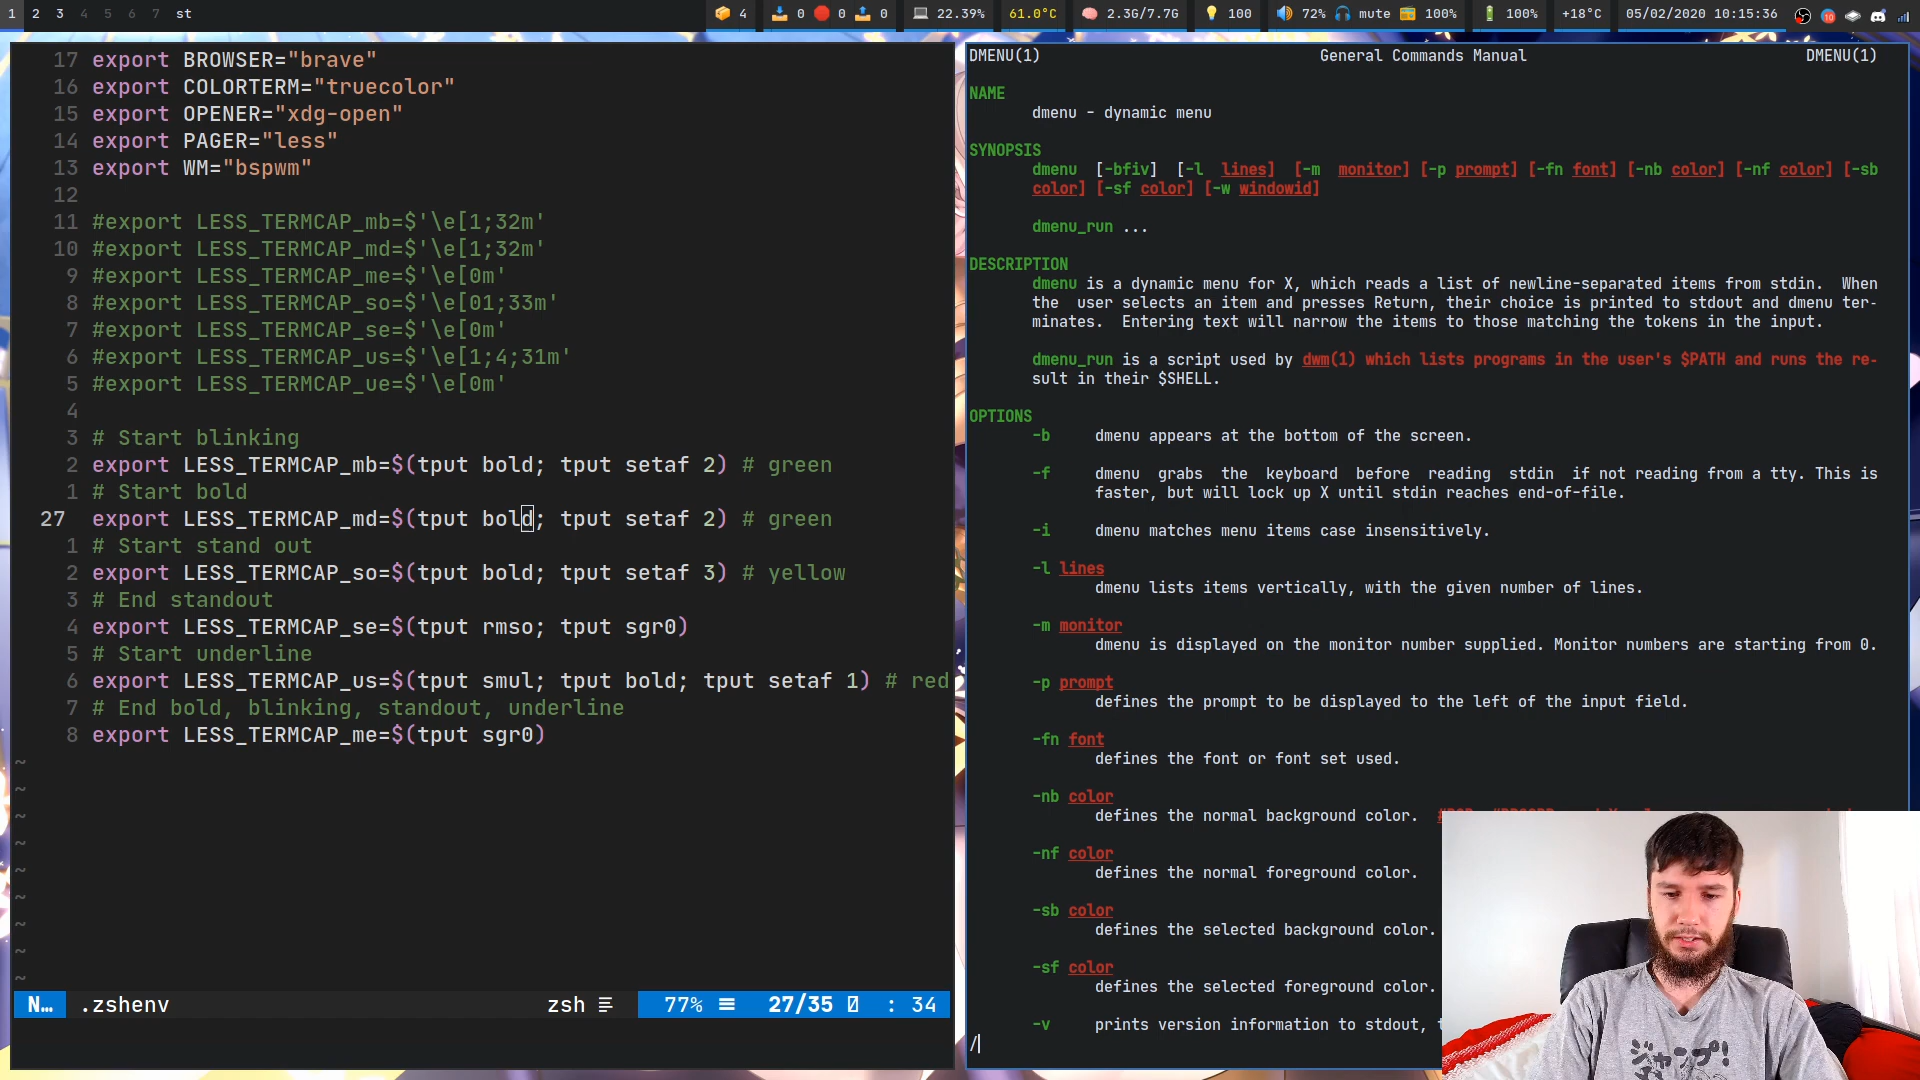 1 2 3 4 5 6 7 st
4 0 0 0 22.39% 61.0°C 2.3G/7.7G 100 72% mute 100% 100% +18°C 05/02/2020 10:15:36
17 export BROWSER="brave"
16 export COLORTERM="truecolor"
15 export OPENER="xdg-open"
14 export PAGER="less"
13 export WM="bspwm"
12
11 #export LESS_TERMCAP_mb=$'\e[1;32m'
10 #export LESS_TERMCAP_md=$'\e[1;32m'
9 #export LESS_TERMCAP_me=$'\e[0m'
8 #export LESS_TERMCAP_so=$'\e[01;33m'
7 #export LESS_TERMCAP_se=$'\e[0m'
6 #export LESS_TERMCAP_us=$'\e[1;4;31m'
5 #export LESS_TERMCAP_ue=$'\e[0m'
4
3 # Start blinking
2 export LESS_TERMCAP_mb=$(tput bold; tput setaf 2) # green
1 # Start bold
27 export LESS_TERMCAP_md=$(tput bold; tput setaf 2) # green
1 # Start stand out
2 export LESS_TERMCAP_so=$(tput bold; tput setaf 3) # yellow
3 # End standout
4 export LESS_TERMCAP_se=$(tput rmso; tput sgr0)
5 # Start underline
6 export LESS_TERMCAP_us=$(tput smul; tput bold; tput setaf 1) # red
7 # End bold, blinking, standout, underline
8 export LESS_TERMCAP_me=$(tput sgr0)
~
~
~
~
~
~
~
~
~
N… .zshenv zsh 77% 27/35 : 34
DMENU(1) General Commands Manual DMENU(1)
NAME
dmenu - dynamic menu
SYNOPSIS
dmenu [-bfiv] [-l lines] [-m monitor] [-p prompt] [-fn font] [-nb color] [-nf color] [-sb
color] [-sf color] [-w windowid]
dmenu_run ...
DESCRIPTION
dmenu is a dynamic menu for X, which reads a list of newline-separated items from stdin. When
the user selects an item and presses Return, their choice is printed to stdout and dmenu ter-
minates. Entering text will narrow the items to those matching the tokens in the input.
dmenu_run is a script used by dwm(1) which lists programs in the user's $PATH and runs the re-
sult in their $SHELL.
OPTIONS
-b dmenu appears at the bottom of the screen.
-f dmenu grabs the keyboard before reading stdin if not reading from a tty. This is
faster, but will lock up X until stdin reaches end-of-file.
-i dmenu matches menu items case insensitively.
-l lines
dmenu lists items vertically, with the given number of lines.
-m monitor
dmenu is displayed on the monitor number supplied. Monitor numbers are starting from 0.
-p prompt
defines the prompt to be displayed to the left of the input field.
-fn font
defines the font or font set used.
-nb color
defines the normal background color.
-nf color
defines the normal foreground color.
-sb color
defines the selected background color.
-sf color
defines the selected foreground color.
-v prints version information to stdout,
/
ジャンプ!